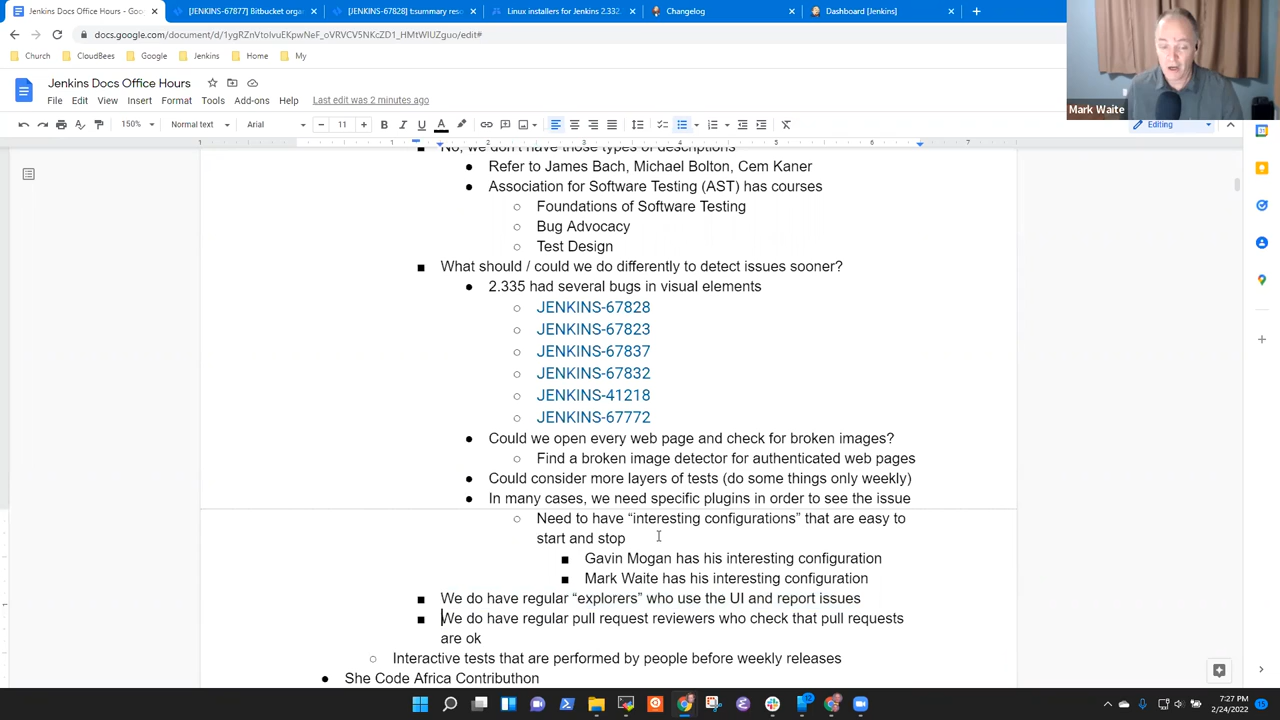 Jenkins Docs Office Hours - Goo
[JENKINS-67877] Bitbucket orga
[JENKINS-67828] t:summary reso
Linux installers for Jenkins 2.332.
Changelog
Dashboard [Jenkins]
docs.google.com/document/d/1ygRZnVtoIvuEKpwNeF_oVRVCV5NKcZD1_HMtWIUZguo/edit#
Church
CloudBees
Google
Jenkins
Home
My
Jenkins Docs Office Hours
File Edit View Insert Format Tools Add-ons Help Last edit was 2 minutes ago
Mark Waite
150% Normal text Arial 11 Editing
1 1 2 3 4 5 6 7
No, we don't have those types of descriptions
Refer to James Bach, Michael Bolton, Cem Kaner
Association for Software Testing (AST) has courses
Foundations of Software Testing
Bug Advocacy
Test Design
What should / could we do differently to detect issues sooner?
2.335 had several bugs in visual elements
JENKINS-67828
JENKINS-67823
JENKINS-67837
JENKINS-67832
JENKINS-41218
JENKINS-67772
Could we open every web page and check for broken images?
Find a broken image detector for authenticated web pages
Could consider more layers of tests (do some things only weekly)
In many cases, we need specific plugins in order to see the issue
Need to have “interesting configurations” that are easy to
start and stop
Gavin Mogan has his interesting configuration
Mark Waite has his interesting configuration
We do have regular “explorers” who use the UI and report issues
We do have regular pull request reviewers who check that pull requests
are ok
Interactive tests that are performed by people before weekly releases
She Code Africa Contributhon
7:27 PM
2/24/2022